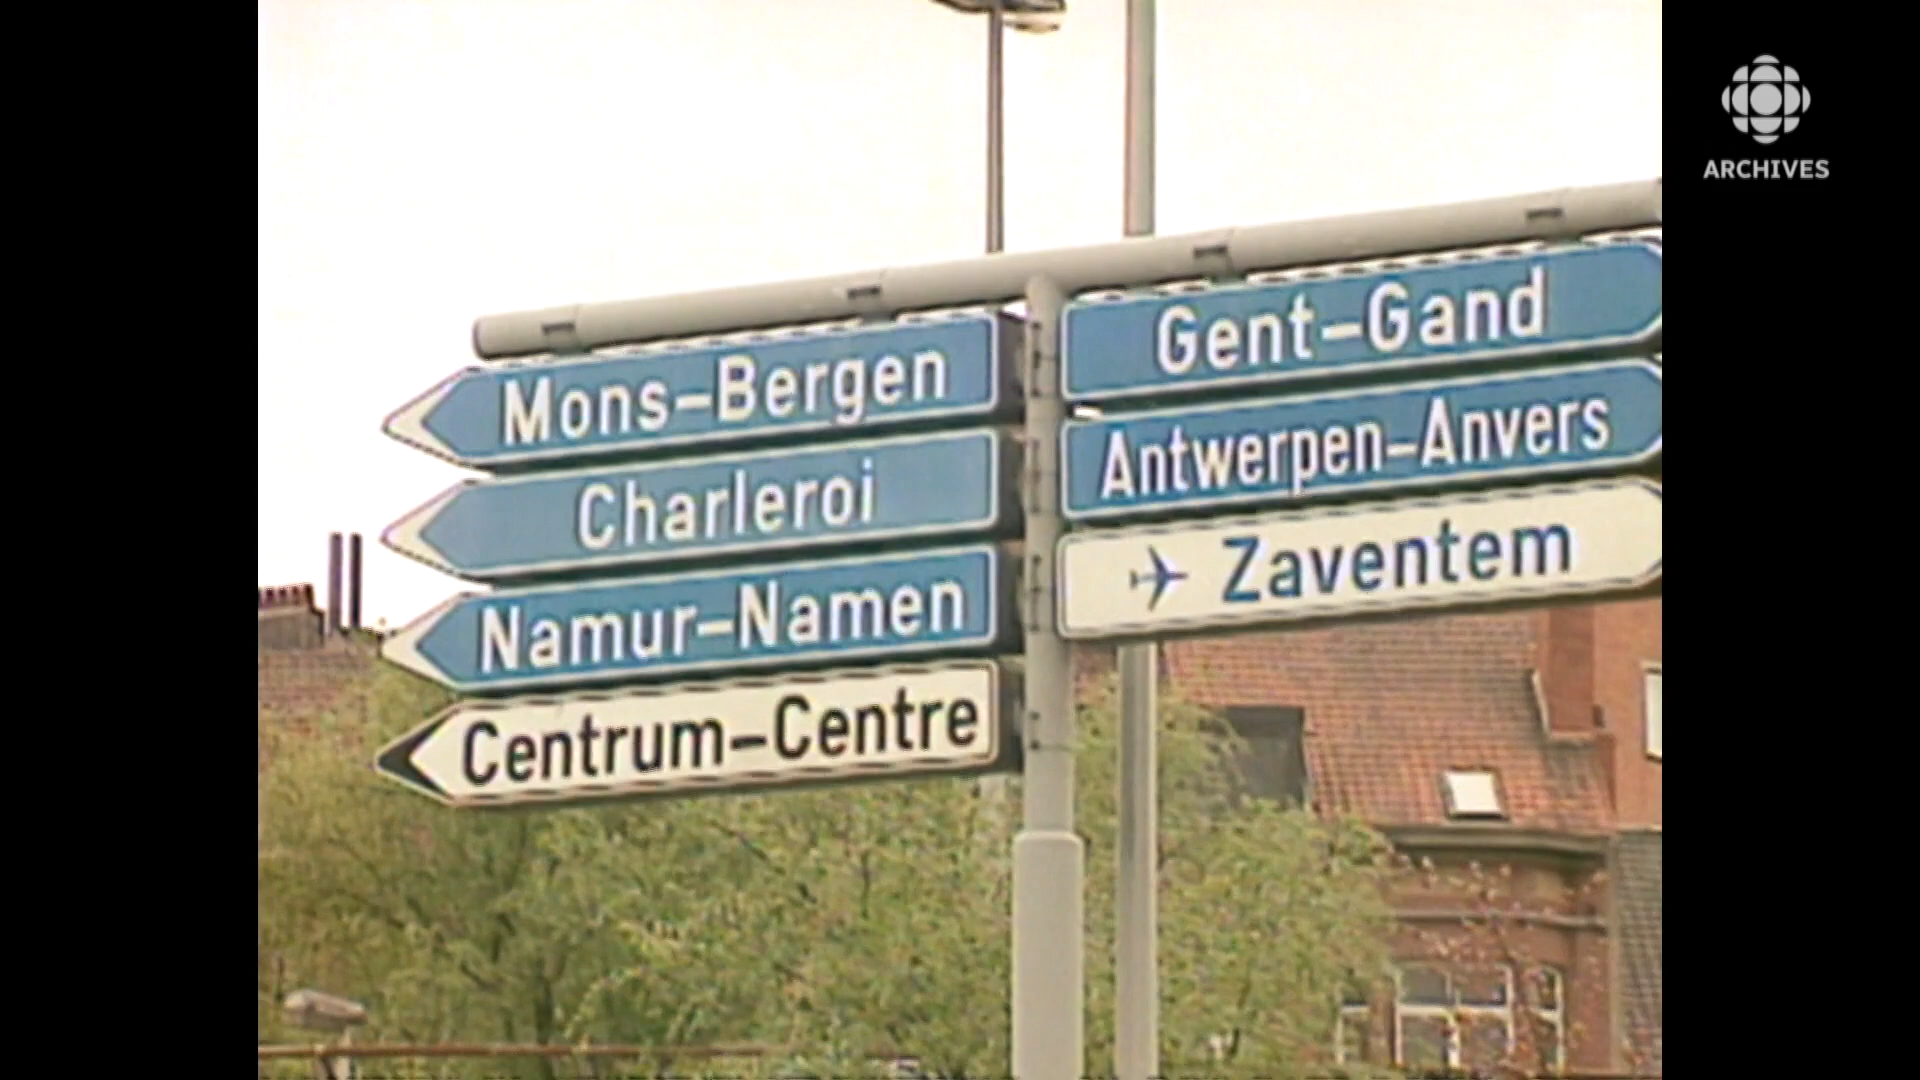 Mons-Bergen
Charleroi
Namur-Namen
Centrum-Centre
Gent-Gand
Antwerpen-Anvers
Zaventem
ARCHIVES